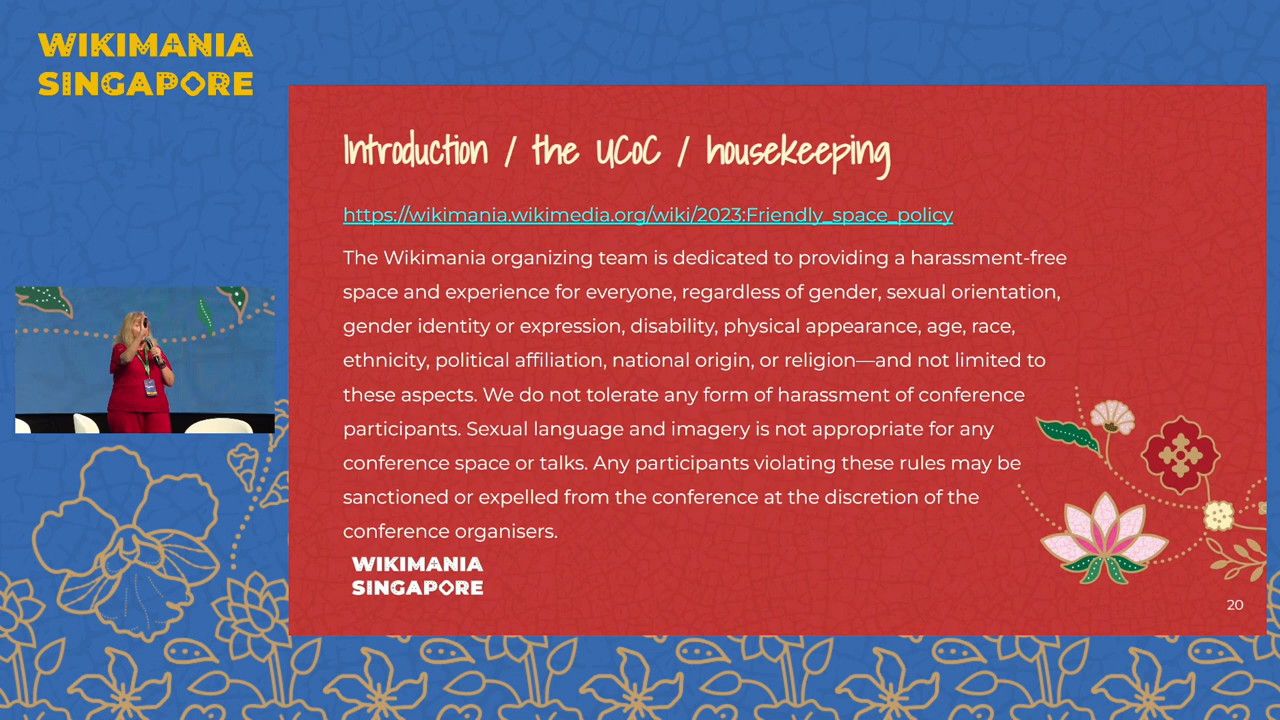 WIKIMANIA
SINGAPORE
Introduction / the UCoC / housekeeping
https://wikimania.wikimedia.org/wiki/2023:Friendly_space_policy
The Wikimania organizing team is dedicated to providing a harassment-free
space and experience for everyone, regardless of gender, sexual orientation,
gender identity or expression, disability, physical appearance, age, race,
ethnicity, political affiliation, national origin, or religion—and not limited to
these aspects. We do not tolerate any form of harassment of conference
participants. Sexual language and imagery is not appropriate for any
conference space or talks. Any participants violating these rules may be
sanctioned or expelled from the conference at the discretion of the
conference organisers.
WIKIMANIA
SINGAPORE
20